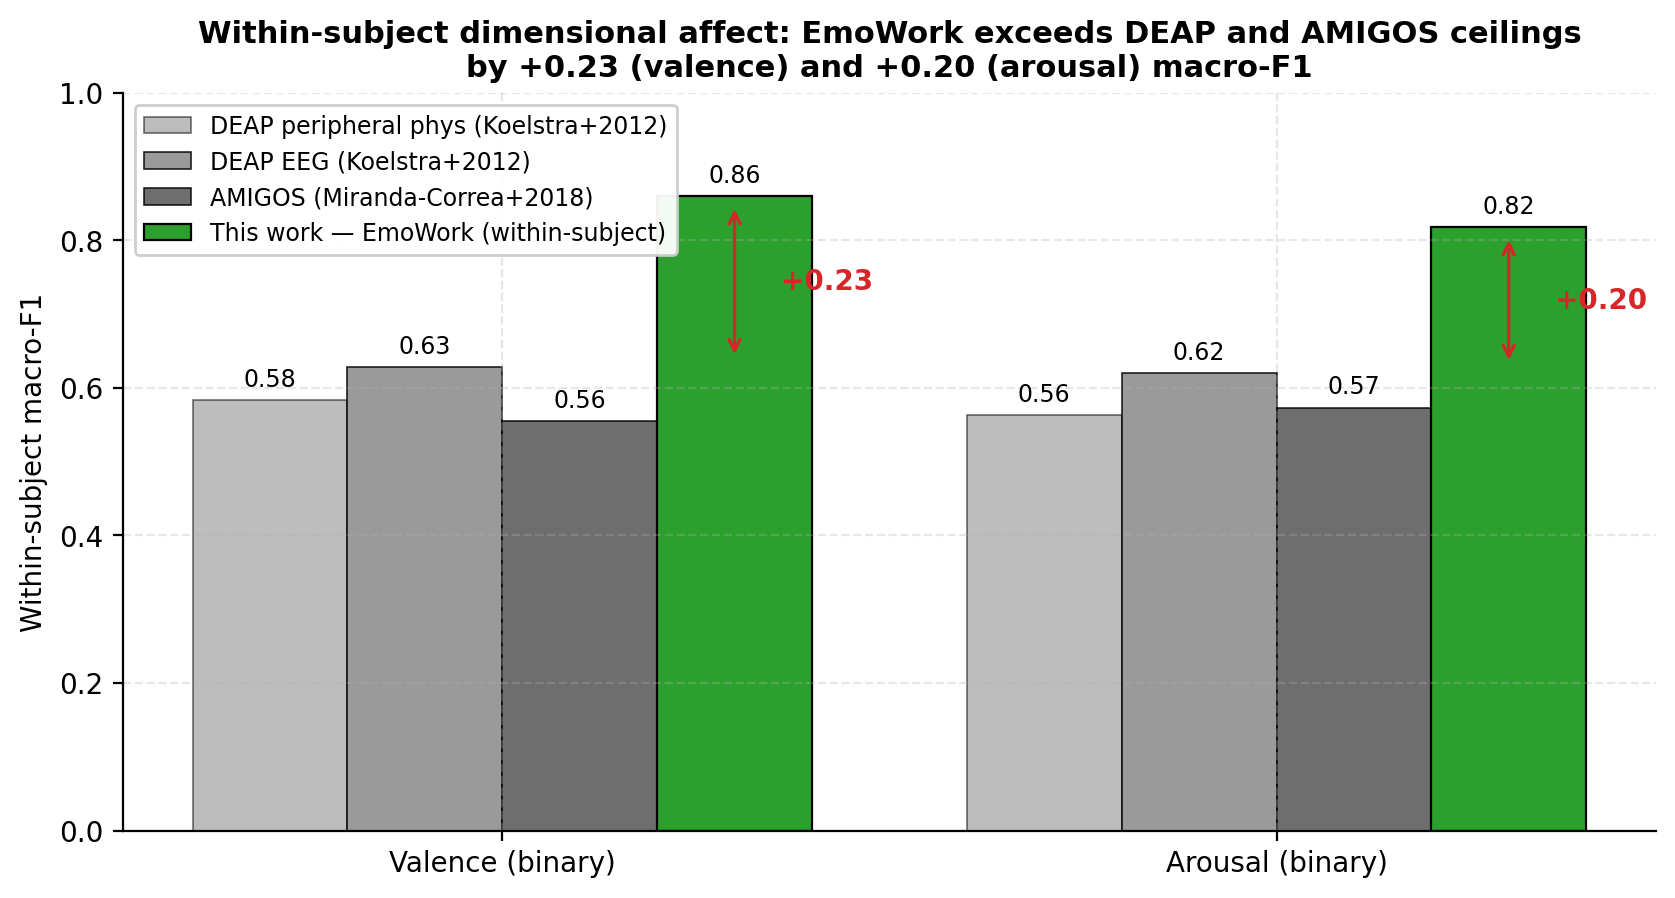 Within-subject dimensional affect: EmoWork exceeds DEAP and AMIGOS ceilings
by +0.23 (valence) and +0.20 (arousal) macro-F1
Within-subject macro-F1
1.0
0.8
0.6
0.4
0.2
0.0
DEAP peripheral phys (Koelstra+2012)
DEAP EEG (Koelstra+2012)
AMIGOS (Miranda-Correa+2018)
This work — EmoWork (within-subject)
0.58
0.63
0.56
0.86
+0.23
0.56
0.62
0.57
0.82
+0.20
Valence (binary)
Arousal (binary)